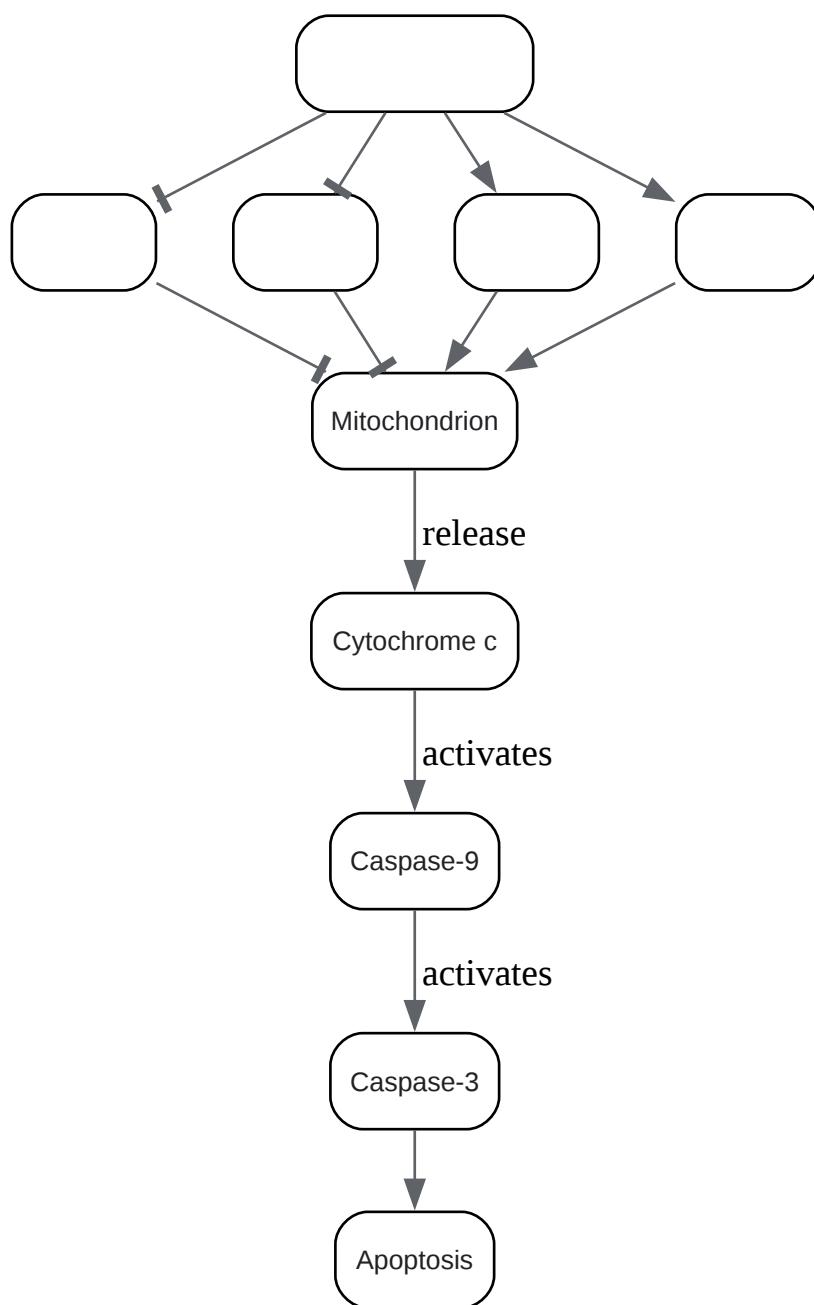 Mitochondrion
release
Cytochrome c
activates
Caspase-9
activates
Caspase-3
Apoptosis